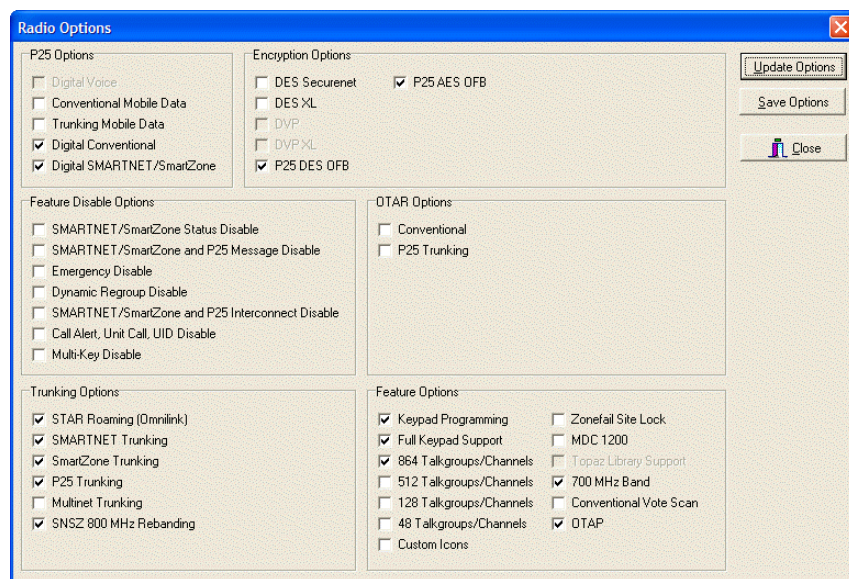 Radio Options
P25 Options
Digital Voice
Conventional Mobile Data
Trunking Mobile Data
Digital Conventional
Digital SMARTNET/SmartZone
Encryption Options
DES Securenet
DES XL
DVP
DVP XL
P25 DES OFB
P25 AES OFB
Update Options
Save Options
Close
Feature Disable Options
SMARTNET/SmartZone Status Disable
SMARTNET/SmartZone and P25 Message Disable
Emergency Disable
Dynamic Regroup Disable
SMARTNET/SmartZone and P25 Interconnect Disable
Call Alert, Unit Call, UID Disable
Multi-Key Disable
OTAR Options
Conventional
P25 Trunking
Trunking Options
STAR Roaming (Omnilink)
SMARTNET Trunking
SmartZone Trunking
P25 Trunking
Multinet Trunking
SNSZ 800 MHz Rebanding
Feature Options
Keypad Programming
Full Keypad Support
864 Talkgroups/Channels
512 Talkgroups/Channels
128 Talkgroups/Channels
48 Talkgroups/Channels
Custom Icons
Zonefail Site Lock
MDC 1200
Topaz Library Support
700 MHz Band
Conventional Vote Scan
OTAP